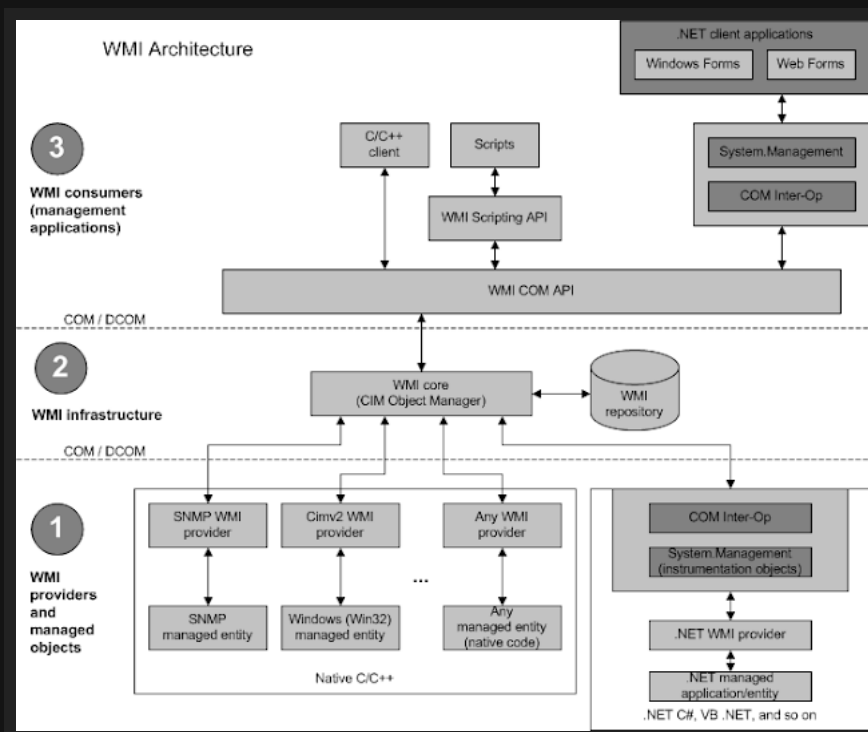 WMI Architecture
.NET client applications
Windows Forms
Web Forms
3
WMI consumers
(management
applications)
C/C++
client
Scripts
WMI Scripting API
System.Management
COM Inter-Op
WMI COM API
COM / DCOM
2
WMI infrastructure
WMI core
(CIM Object Manager)
WMI
repository
COM / DCOM
1
WMI
providers
and
managed
objects
SNMP WMI
provider
Cimv2 WMI
provider
Any WMI
provider
...
SNMP
managed entity
Windows (Win32)
managed entity
Any
managed entity
(native code)
Native C/C++
COM Inter-Op
System.Management
(instrumentation objects)
.NET WMI provider
.NET managed
application/entity
.NET C#, VB .NET, and so on